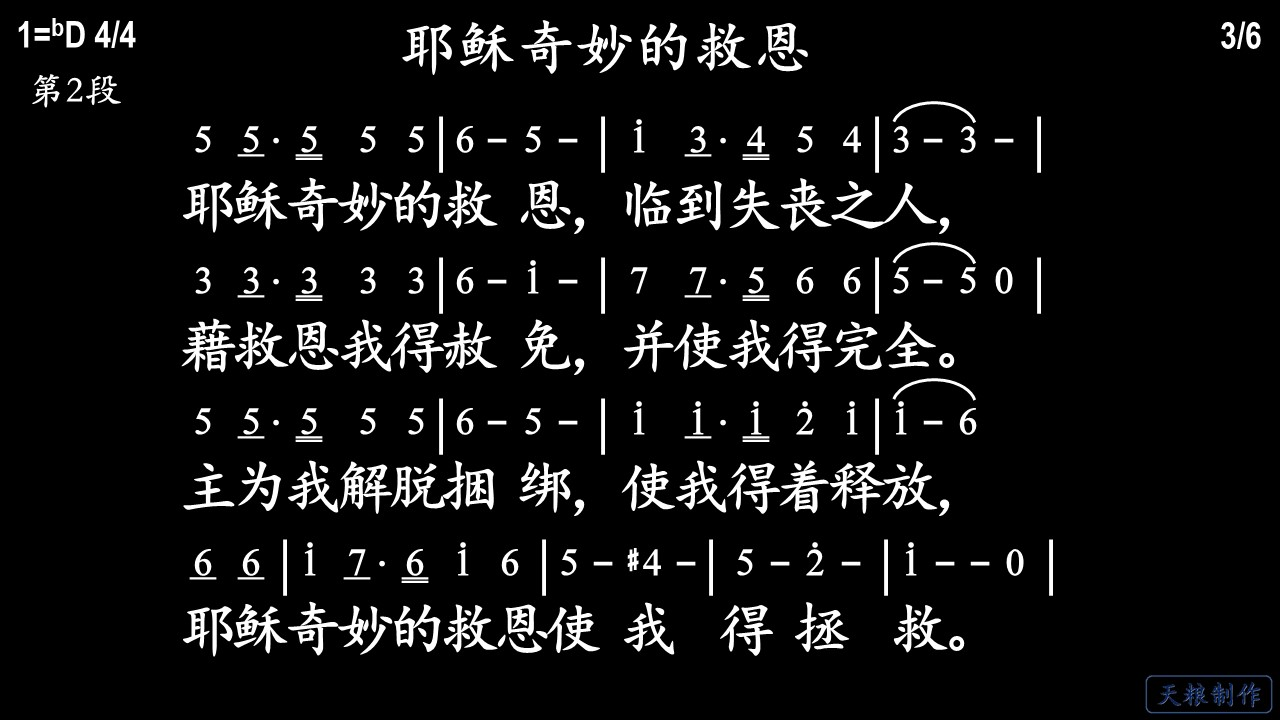 1=ᵇD 4/4
耶稣奇妙的救恩
3/6
第2段
5 5· 5 5 5 | 6 – 5 – | i 3· 4 5 4 | 3 – 3 – |
耶稣奇妙的救 恩，临到失丧之人，
3 3· 3 3 3 | 6 – i – | 7 7· 5 6 6 | 5 – 5 0 |
藉救恩我得赦 免，并使我得完全。
5 5· 5 5 5 | 6 – 5 – | i i· i 2̇ i | i – 6
主为我解脱捆 绑，使我得着释放，
6 6 | i 7· 6 i 6 | 5 – #4 – | 5 – 2̇ – | i – – 0 |
耶稣奇妙的救恩使 我 得 拯 救。
天粮制作